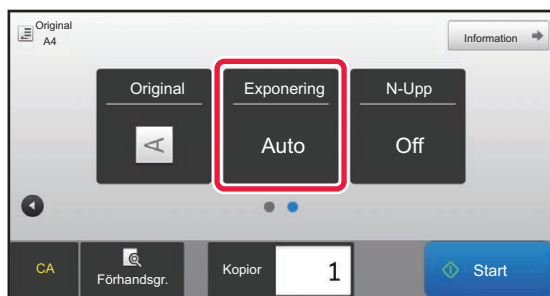 Original
A4
Information
Original
Exponering
N-Upp
A
Auto
Off
CA
Förhandsgr.
Kopior
1
Start